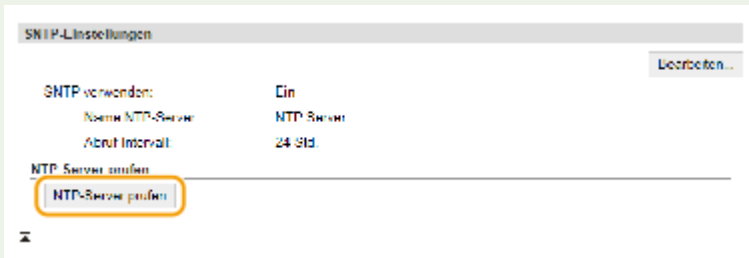 SNTP-Einstellungen
Bearbeiten...
SNTP verwenden: Ein
Name NTP-Server NTP Server
Abruf Intervall: 24 Std.
NTP Server prüfen
NTP-Server prüfen